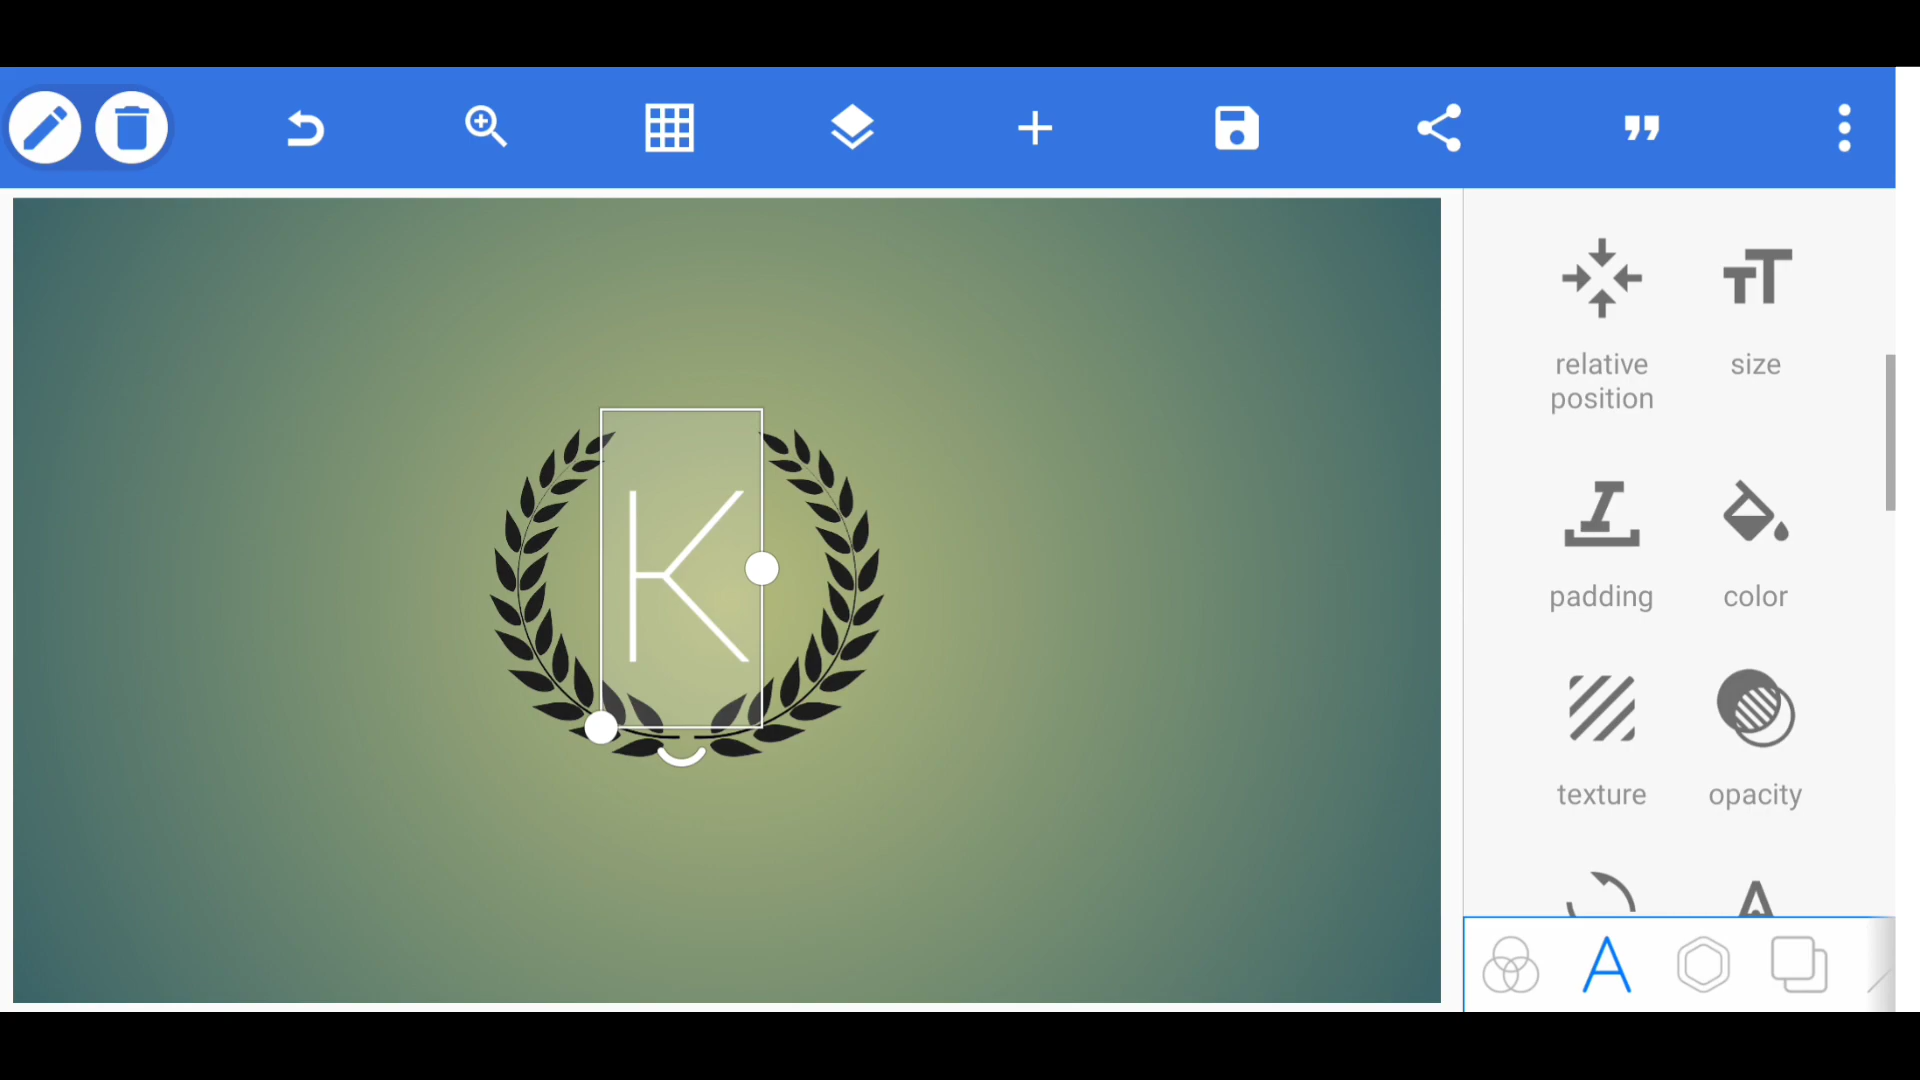 relative
position
size
K
padding
color
texture
opacity